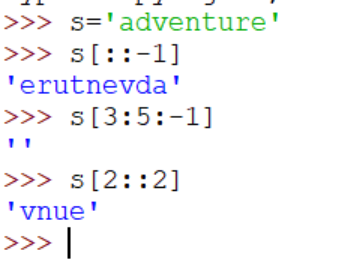 >>> s='adventure'
>>> s[::-1]
'erutnevda'
>>> s[3:5:-1]
''
>>> s[2::2]
'vnue'
>>>